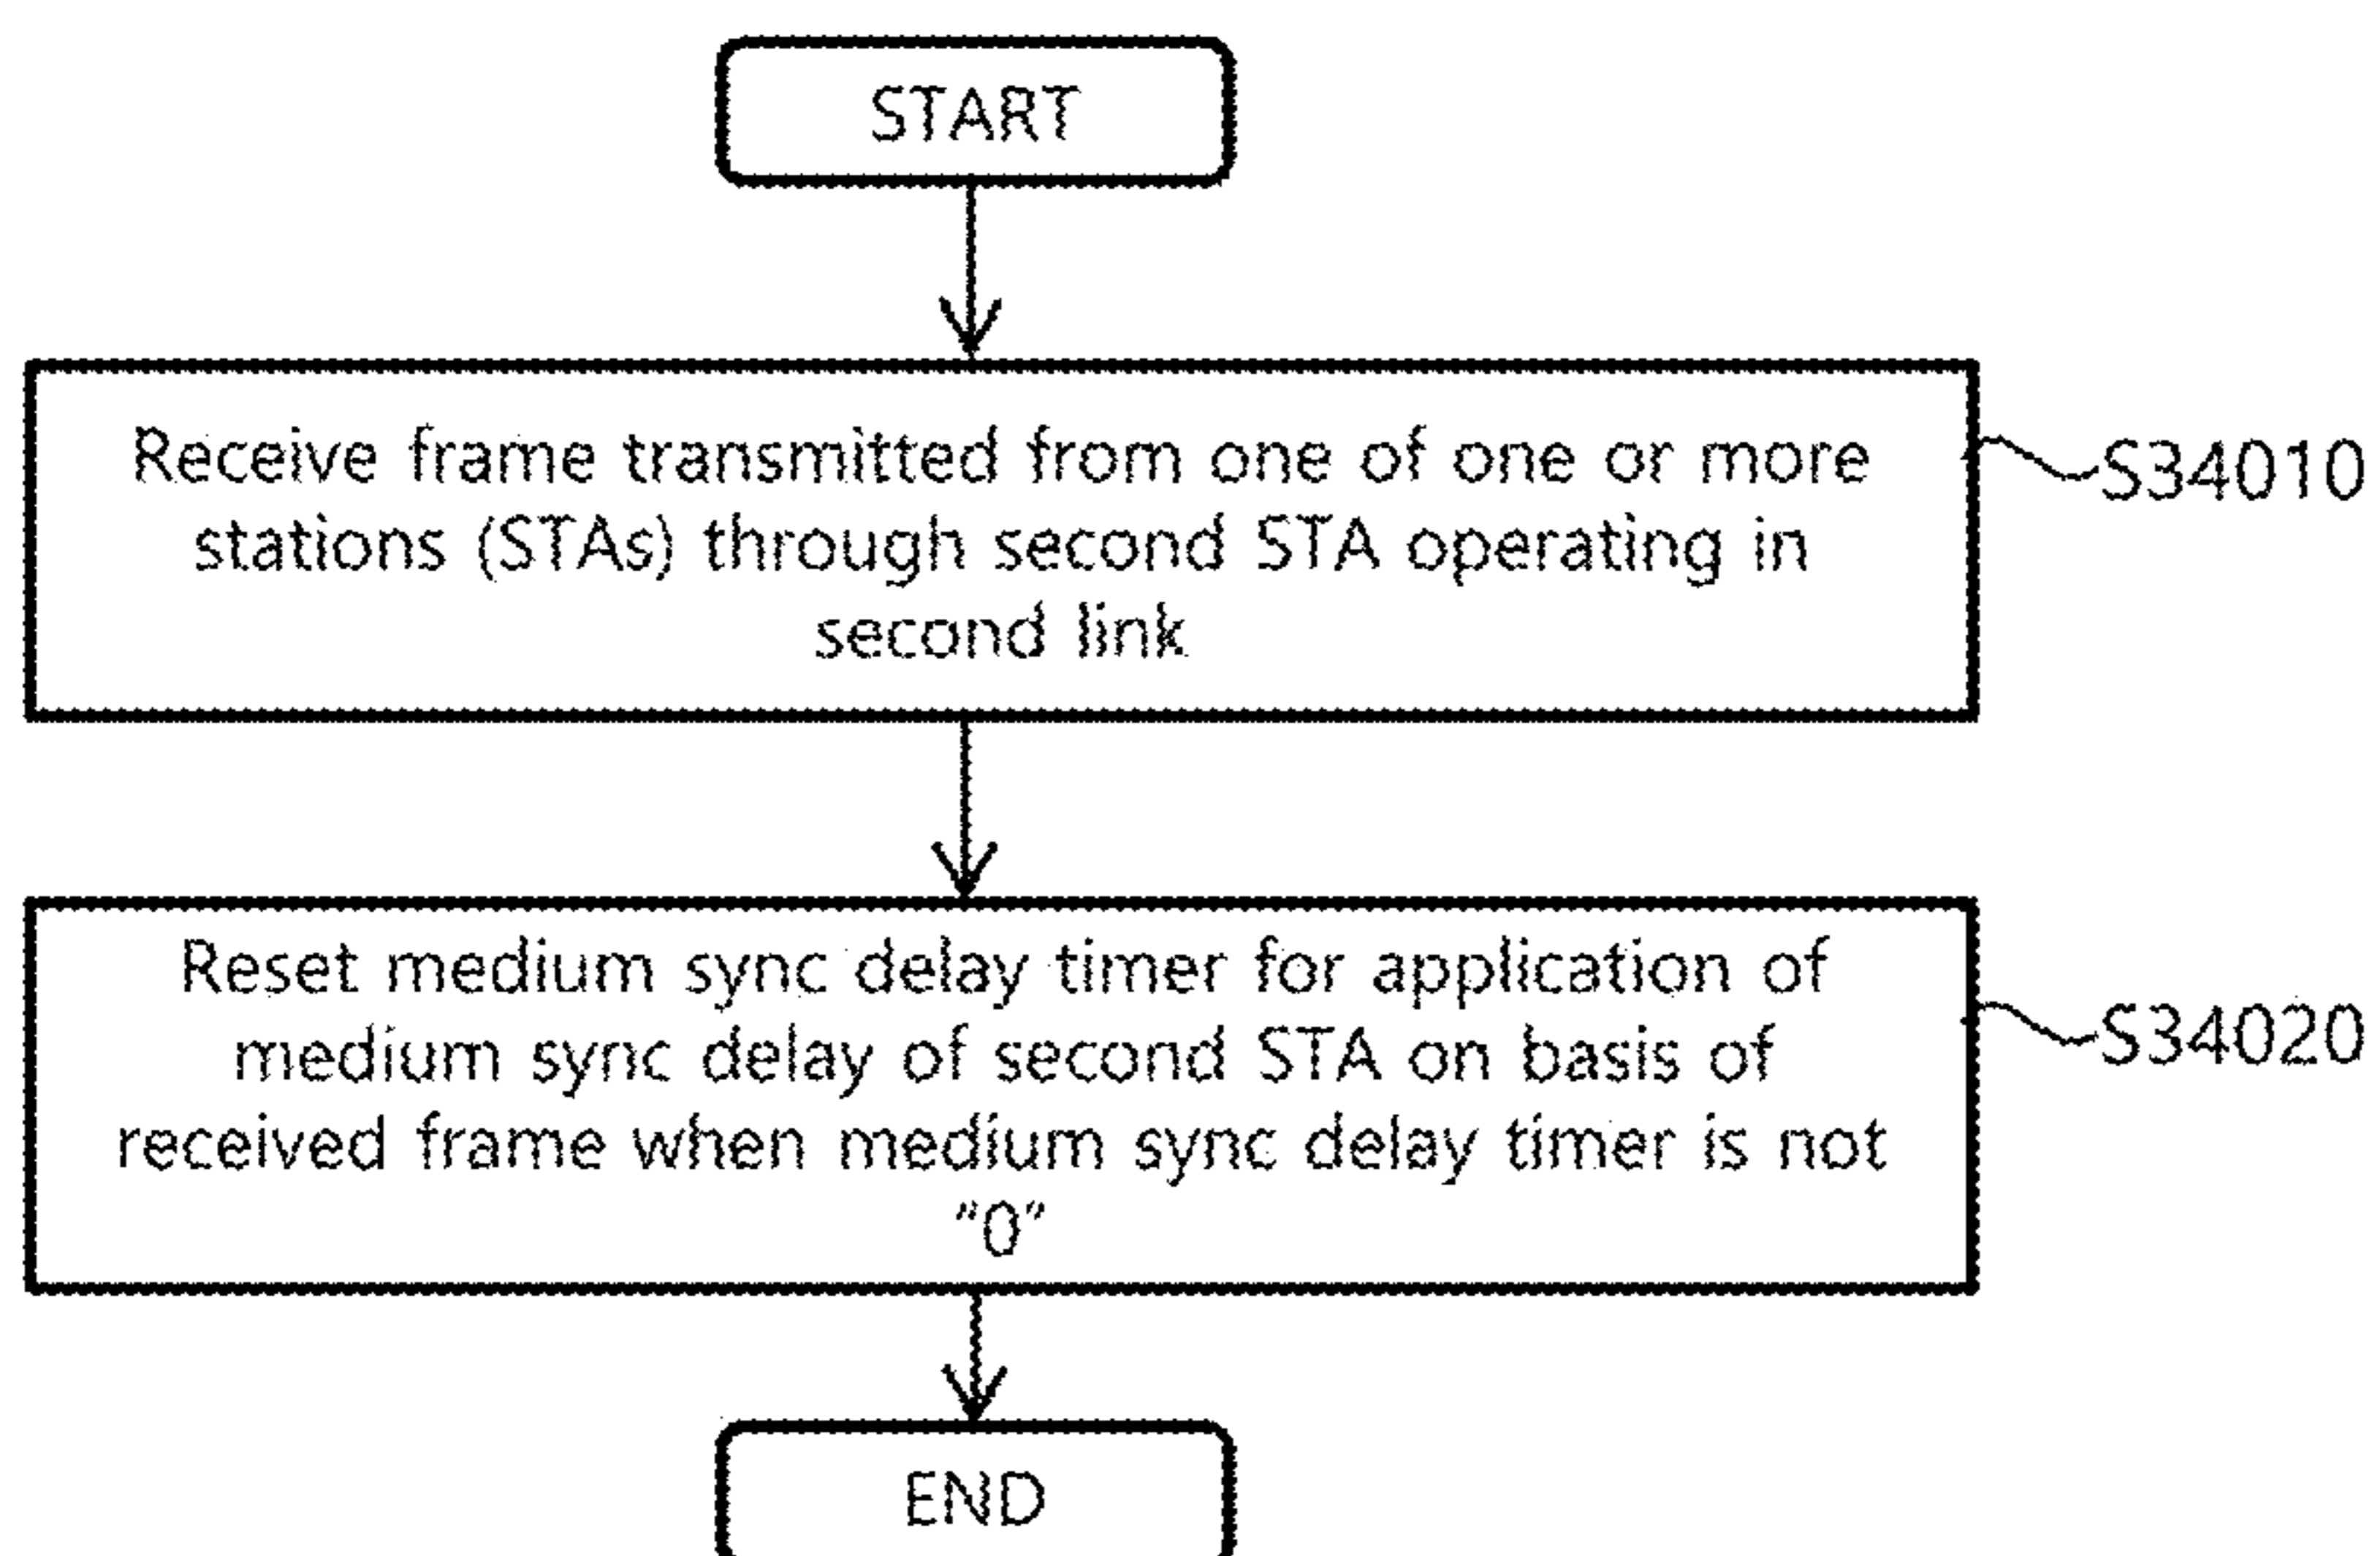 START
Receive frame transmitted from one of one or more
stations (STAs) through second STA operating in
second link
S34010
Reset medium sync delay timer for application of
medium sync delay of second STA on basis of
received frame when medium sync delay timer is not
“0”
S34020
END